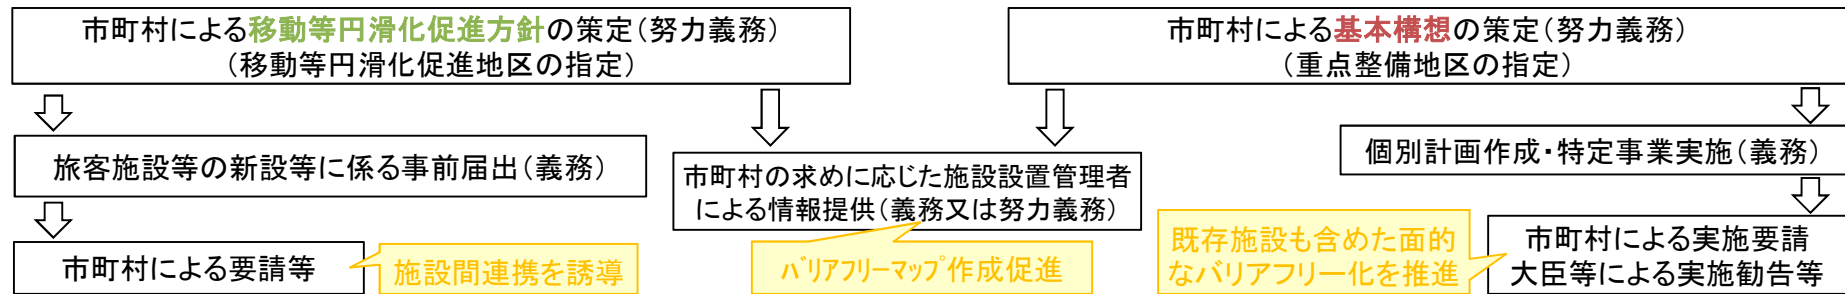 市町村による移動等円滑化促進方針の策定(努力義務)
(移動等円滑化促進地区の指定)
市町村による基本構想の策定(努力義務)
(重点整備地区の指定)
旅客施設等の新設等に係る事前届出(義務)
市町村の求めに応じた施設設置管理者
による情報提供(義務又は努力義務)
個別計画作成・特定事業実施(義務)
市町村による要請等
施設間連携を誘導
バリアフリーマップ作成促進
既存施設も含めた面的
なバリアフリー化を推進
市町村による実施要請
大臣等による実施勧告等